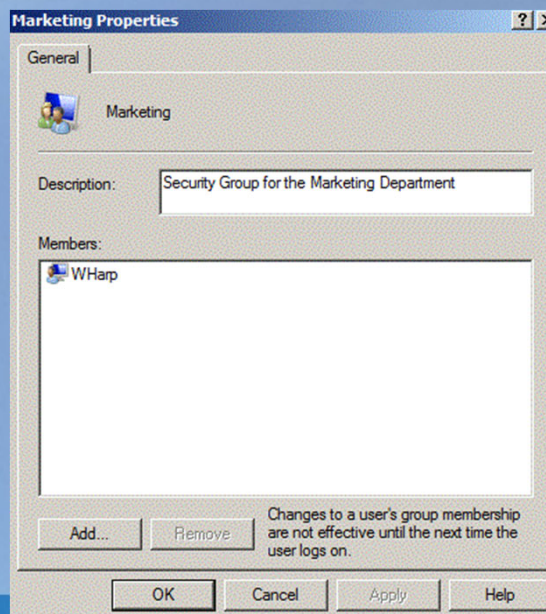 Marketing Properties
General
Marketing
Description:
Security Group for the Marketing Department
Members:
WHarp
Add...
Remove
Changes to a user's group membership
are not effective until the next time the
user logs on.
OK
Cancel
Apply
Help